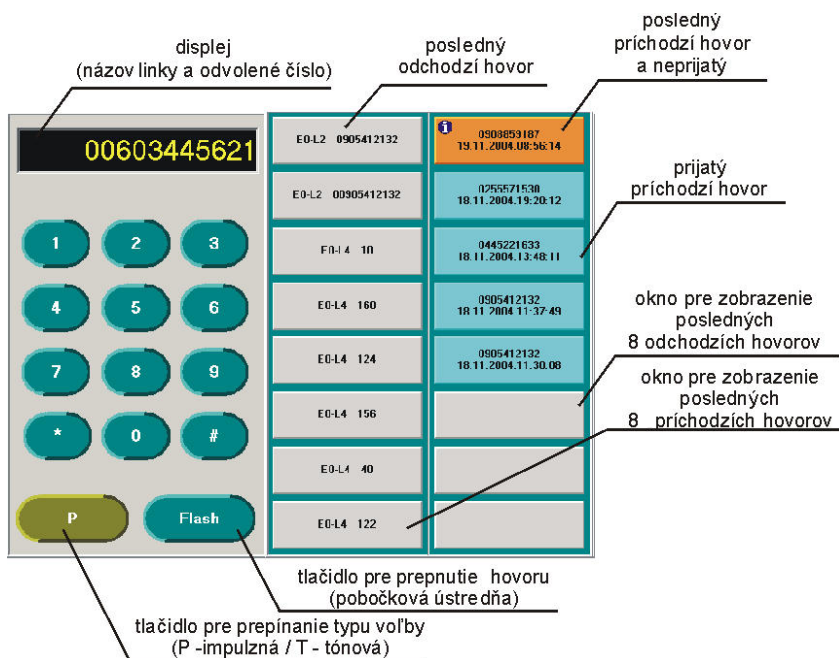 displej
(názov linky a odvolené číslo)
posledný
odchodzí hovor
posledný
príchodzí hovor
a neprijatý
00603445621
E0-L2 0905412132
0908859187
19.11.2004.08:56:14
prijatý
príchodzí hovor
E0-L2 00905412132
0255571530
18.11.2004.19:20:12
1 2 3
E0-L4 10
0445221633
18.11.2004.13:48:11
4 5 6
E0-L4 160
0905412132
18.11.2004.11:37:49
okno pre zobrazenie
posledných
8 odchodzích hovorov
7 8 9
E0-L4 124
0905412132
18.11.2004.11.30.08
okno pre zobrazenie
posledných
8 príchodzích hovorov
* 0 #
E0-L4 156
E0-L4 40
P
Flash
E0-L4 122
tlačidlo pre prepnutie hovoru
(pobočková ústredňa)
tlačidlo pre prepínanie typu voľby
(P -impulzná / T - tónová)